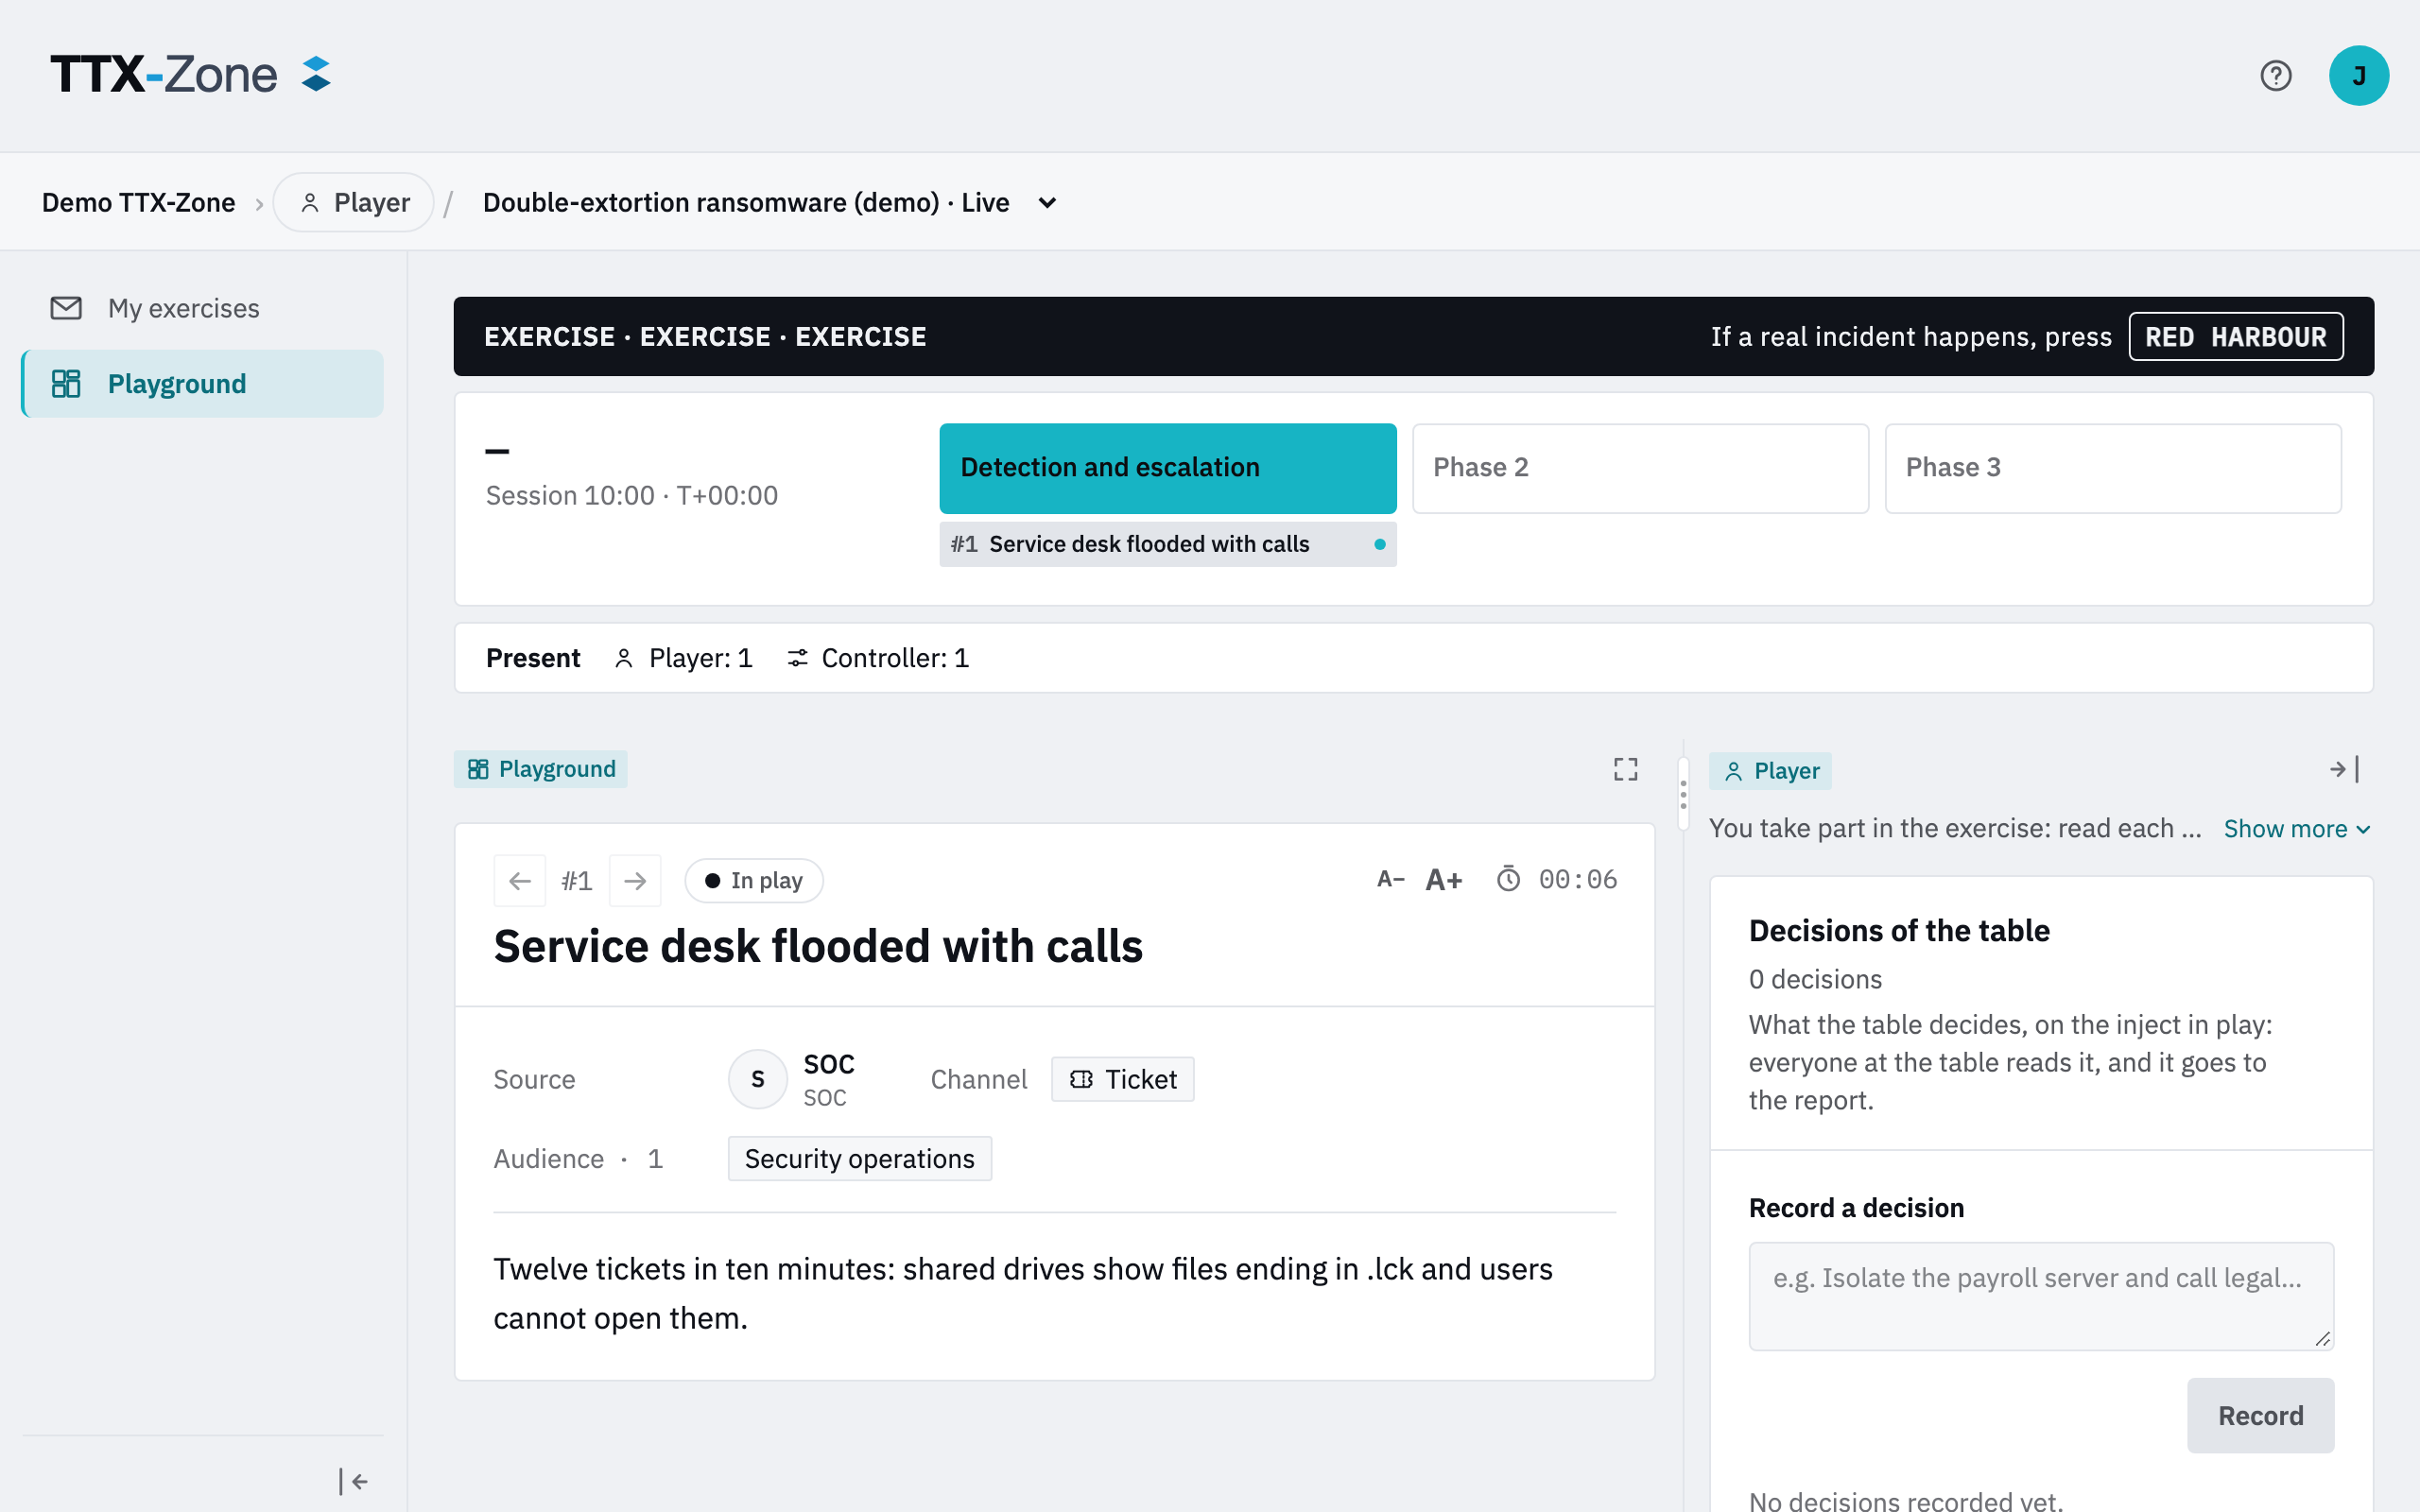 TTX-Zone
J
Demo TTX-Zone › Player / Double-extortion ransomware (demo) · Live
My exercises
Playground
EXERCISE · EXERCISE · EXERCISE
If a real incident happens, press RED HARBOUR
–
Session 10:00 · T+00:00
Detection and escalation
Phase 2
Phase 3
#1 Service desk flooded with calls
Present Player: 1 Controller: 1
Playground
#1 In play
A− A+ 00:06
Service desk flooded with calls
Source
S
SOC
SOC
Channel Ticket
Audience · 1 Security operations
Twelve tickets in ten minutes: shared drives show files ending in .lck and users
cannot open them.
Player
You take part in the exercise: read each ... Show more
Decisions of the table
0 decisions
What the table decides, on the inject in play:
everyone at the table reads it, and it goes to
the report.
Record a decision
e.g. Isolate the payroll server and call legal...
Record
No decisions recorded yet.